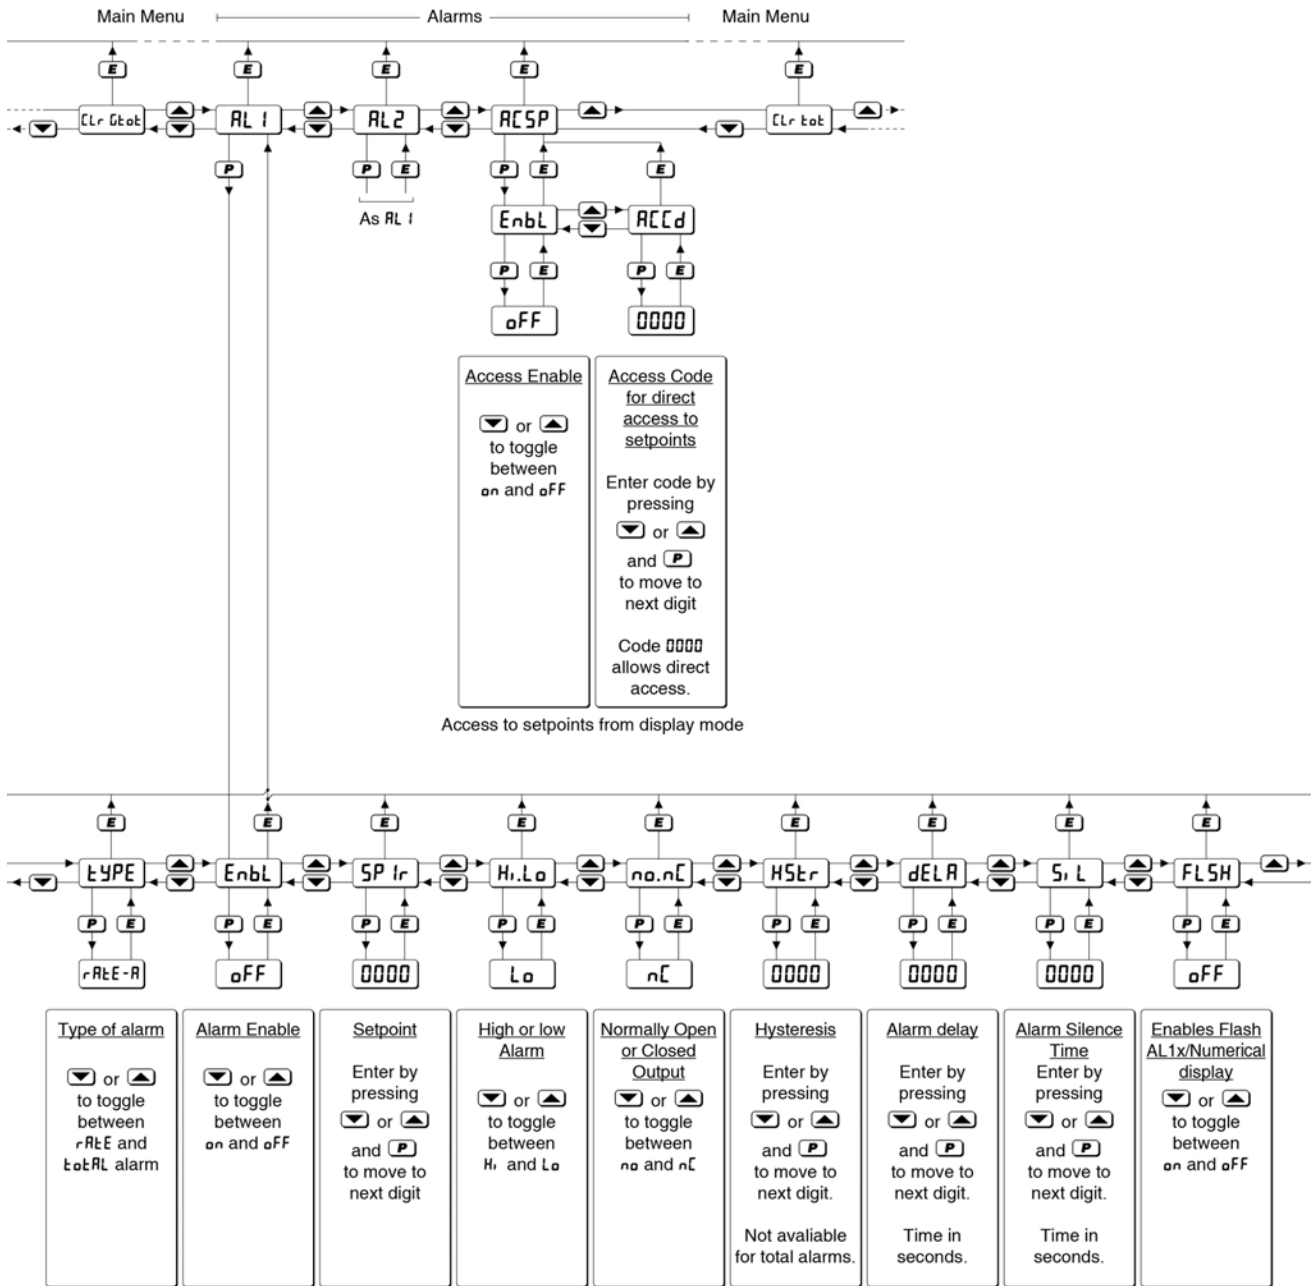 Main Menu Alarms Main Menu
E E E E E
CLr Gtot AL1 AL2 ACSP CLr tot
P P E P E E
As AL1
EnbL ACCd
P E P E
oFF 0000
Access Enable
or
to toggle
between
on and oFF
Access Code
for direct
access to
setpoints
Enter code by
pressing
or
and P
to move to
next digit
Code 0000
allows direct
access.
Access to setpoints from display mode
E E E E E E E E E
tYPE EnbL SP1r Hi.Lo no.nC HStr dELA SiL FLSH
P E P E P E P E P E P E P E P E P E
rAtE-A oFF 0000 Lo nC 0000 0000 0000 oFF
Type of alarm
or
to toggle
between
rAtE and
totAL alarm
Alarm Enable
or
to toggle
between
on and oFF
Setpoint
Enter by
pressing
or
and P
to move to
next digit
High or low
Alarm
or
to toggle
between
Hi and Lo
Normally Open
or Closed
Output
or
to toggle
between
no and nC
Hysteresis
Enter by
pressing
or
and P
to move to
next digit.
Not avaliable
for total alarms.
Alarm delay
Enter by
pressing
or
and P
to move to
next digit.
Time in
seconds.
Alarm Silence
Time
Enter by
pressing
or
and P
to move to
next digit.
Time in
seconds.
Enables Flash
AL1x/Numerical
display
or
to toggle
between
on and oFF